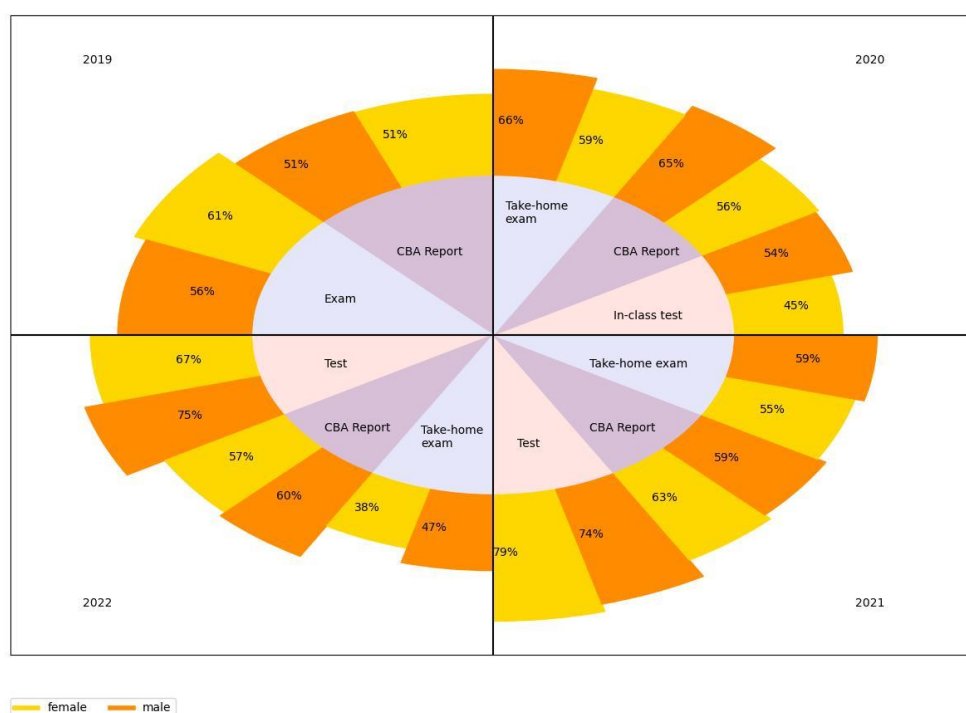 2019
2020
66%
59%
51%
51%
65%
56%
61%
Take-home
exam
CBA Report
CBA Report
54%
56%
Exam
In-class test
45%
67%
Test
Take-home exam
59%
75%
CBA Report
Take-home
exam
Test
CBA Report
55%
57%
59%
60%
38%
47%
79%
74%
63%
2022
2021
female
male